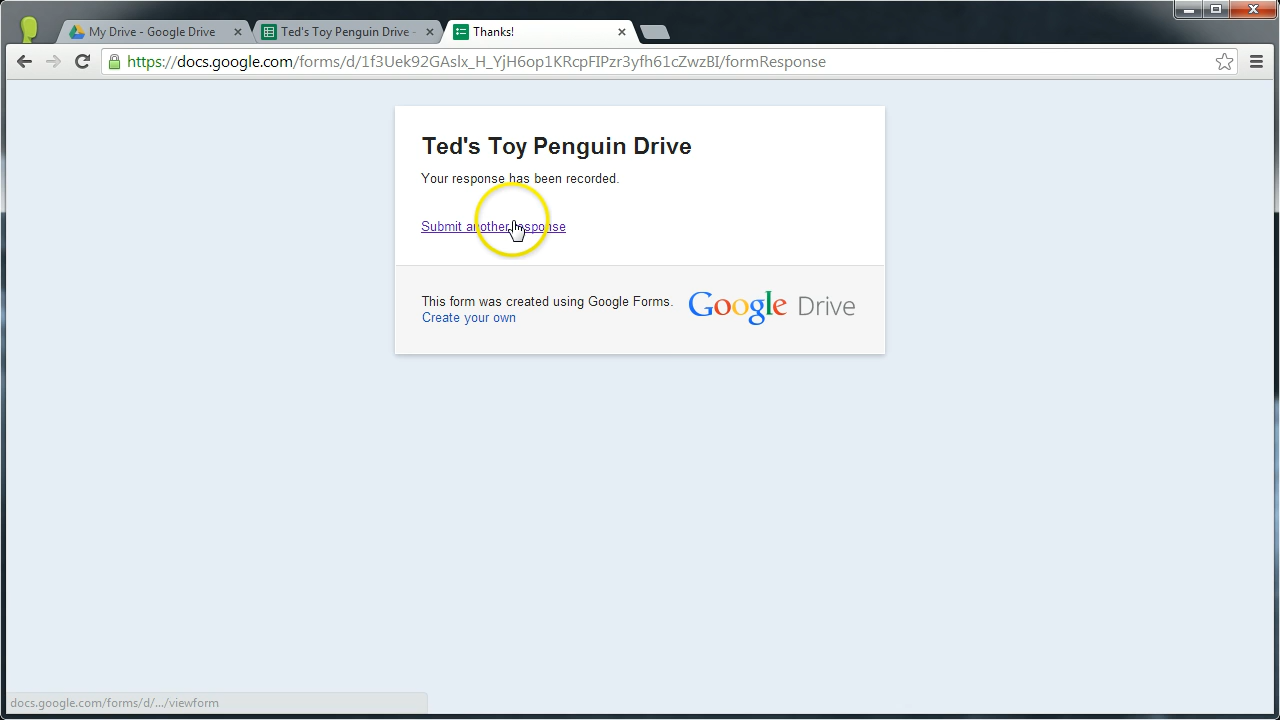 My Drive - Google Drive
Ted's Toy Penguin Drive -
Thanks!
https://docs.google.com/forms/d/1f3Uek92GAslx_H_YjH6op1KRcpFIPzr3yfh61cZwzBI/formResponse
Ted's Toy Penguin Drive
Your response has been recorded.
Submit another response
This form was created using Google Forms.
Create your own
Google Drive
docs.google.com/forms/d/.../viewform